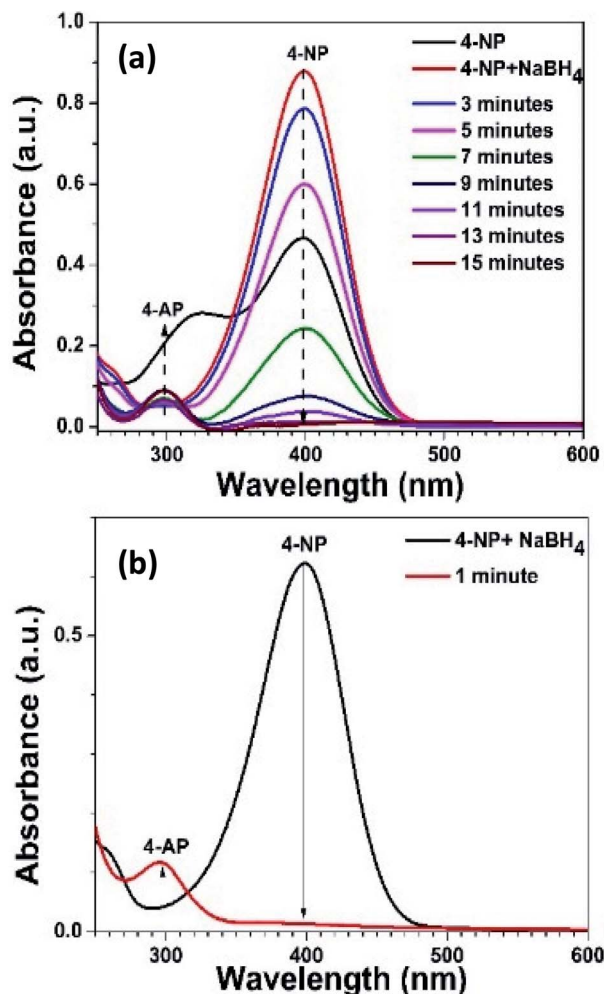 (a)
4-NP
4-NP
4-NP+NaBH₄
3 minutes
5 minutes
7 minutes
9 minutes
11 minutes
13 minutes
15 minutes
4-AP
1.0
0.8
0.6
0.4
0.2
0.0
Absorbance (a.u.)
300 400 500 600
Wavelength (nm)
(b)
4-NP
4-NP+ NaBH₄
1 minute
4-AP
0.5
0.0
Absorbance (a.u.)
300 400 500 600
Wavelength (nm)